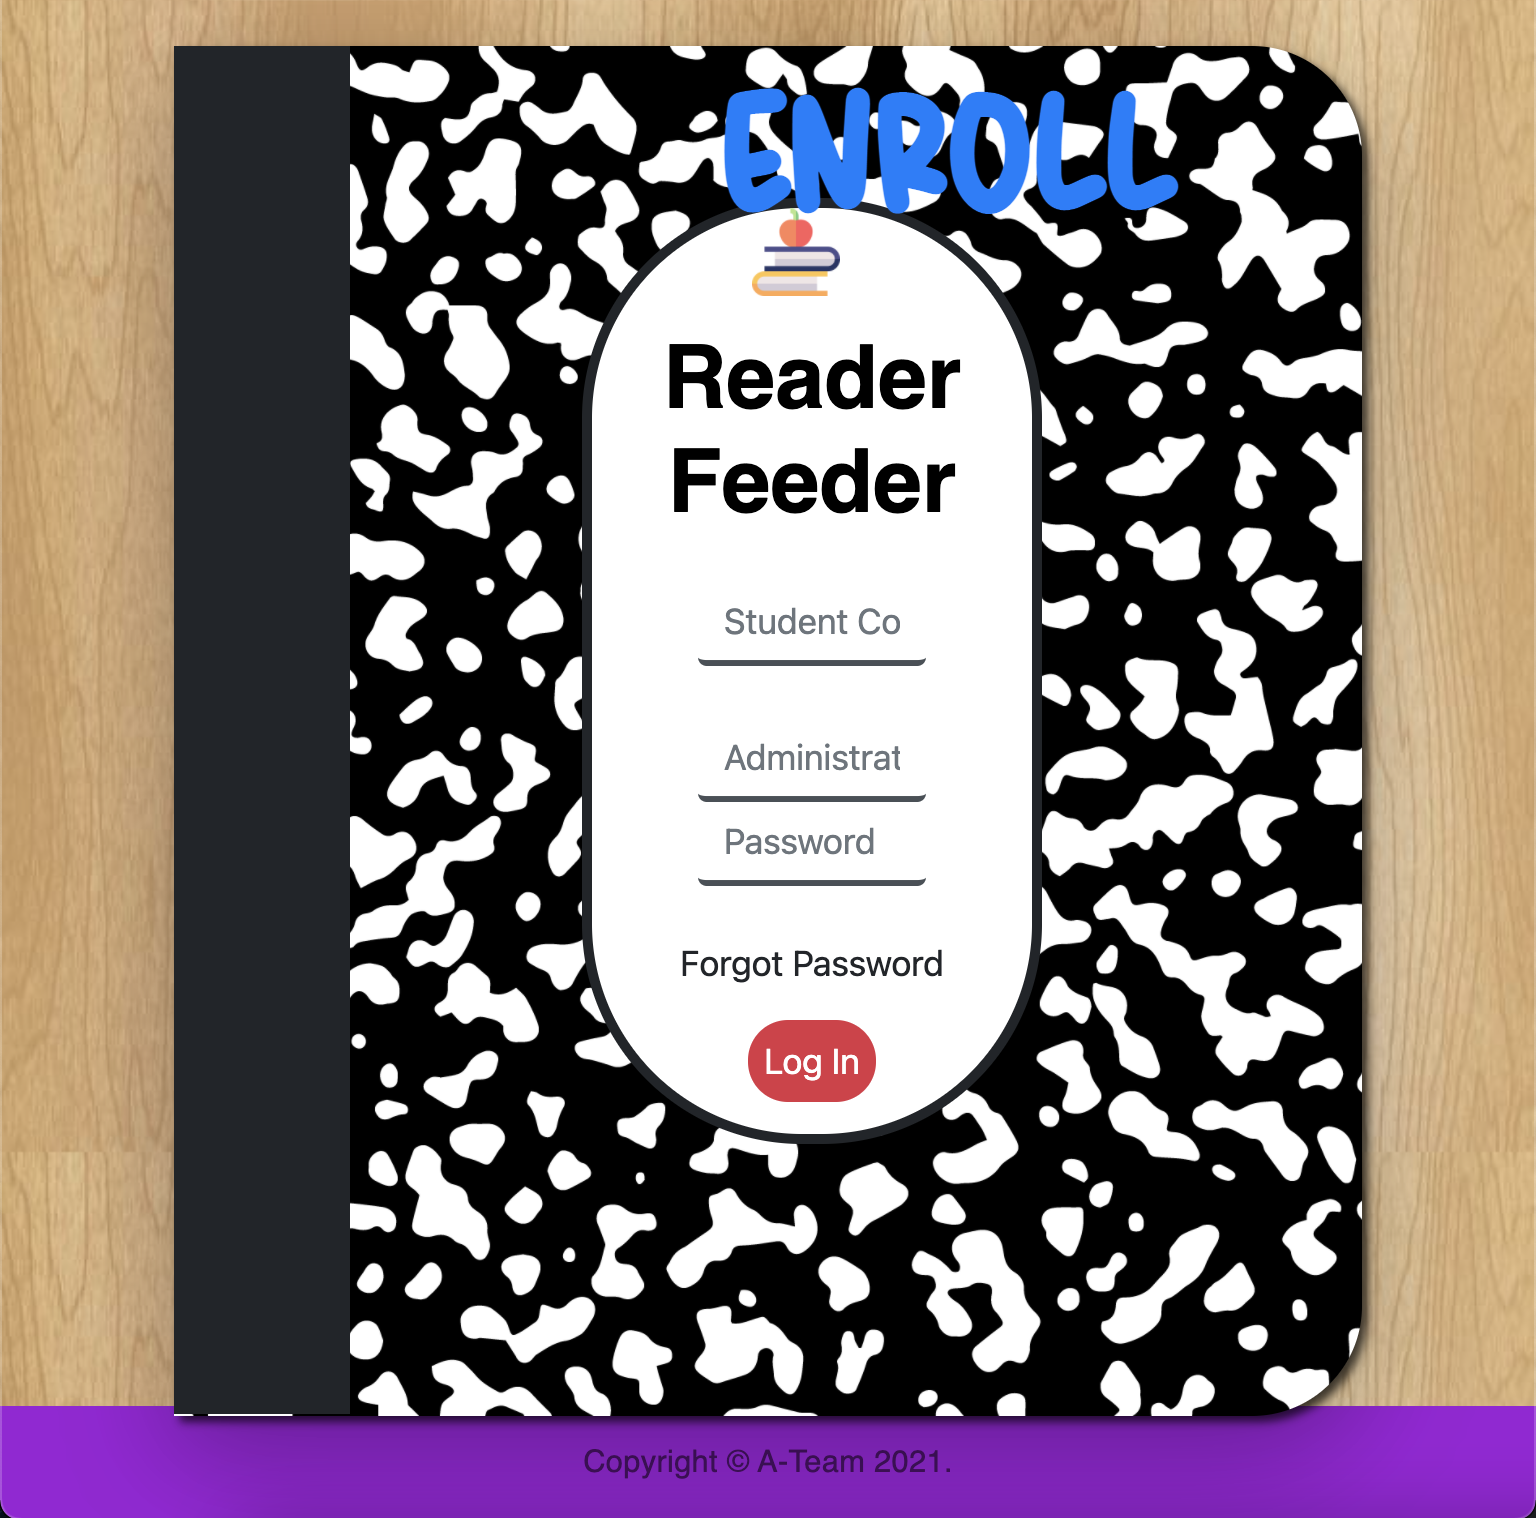 ENROLL
Reader
Feeder
Student Co
Administrat
Password
Forgot Password
Log In
Copyright © A-Team 2021.